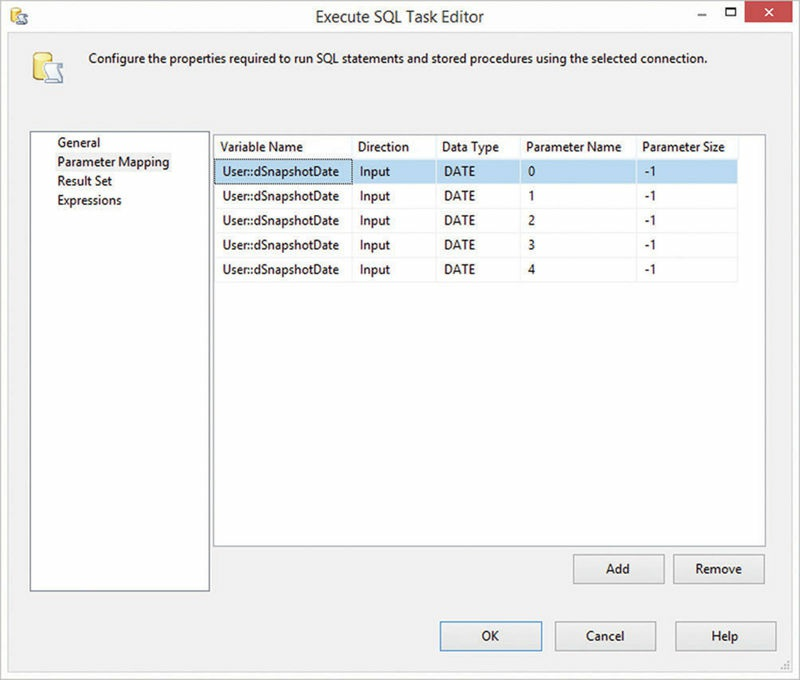 Execute SQL Task Editor
Configure the properties required to run SQL statements and stored procedures using the selected connection.
General
Parameter Mapping
Result Set
Expressions
Variable Name Direction Data Type Parameter Name Parameter Size
User::dSnapshotDate Input DATE 0 -1
User::dSnapshotDate Input DATE 1 -1
User::dSnapshotDate Input DATE 2 -1
User::dSnapshotDate Input DATE 3 -1
User::dSnapshotDate Input DATE 4 -1
Add Remove
OK Cancel Help